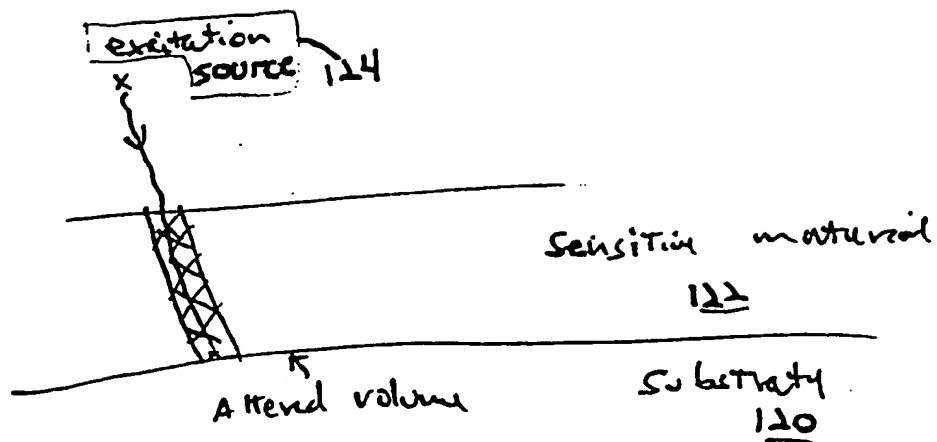 excitation
source 124
x
Sensitive material
122
Altered volume
Substrate
120